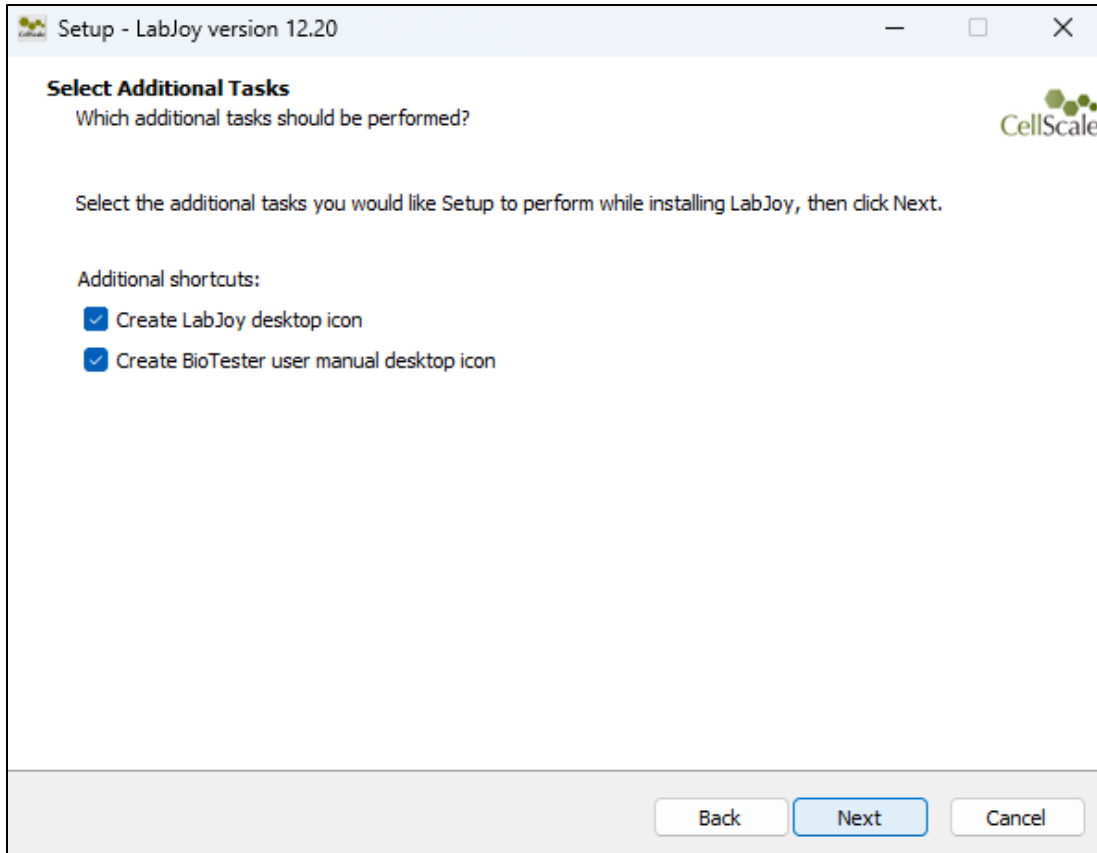 Setup - LabJoy version 12.20
Select Additional Tasks
Which additional tasks should be performed?
CellScale
Select the additional tasks you would like Setup to perform while installing LabJoy, then click Next.
Additional shortcuts:
Create LabJoy desktop icon
Create BioTester user manual desktop icon
Back Next Cancel